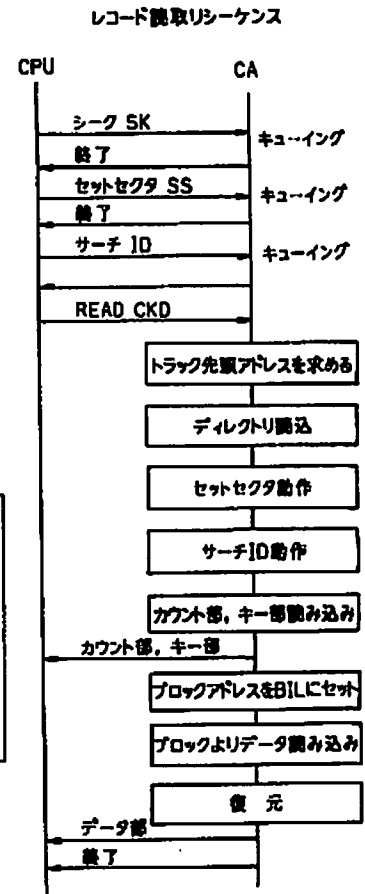 レコード読取りシーケンス
CPU
CA
シーク SK
キューイング
終了
セットセクタ SS
キューイング
終了
サーチ ID
キューイング
READ CKD
トラック先頭アドレスを求める
ディレクトリ読込
セットセクタ動作
サーチID動作
カウント部，キー部読み込み
カウント部，キー部
ブロックアドレスをBILにセット
ブロックよりデータ読み込み
復 元
データ部
終了